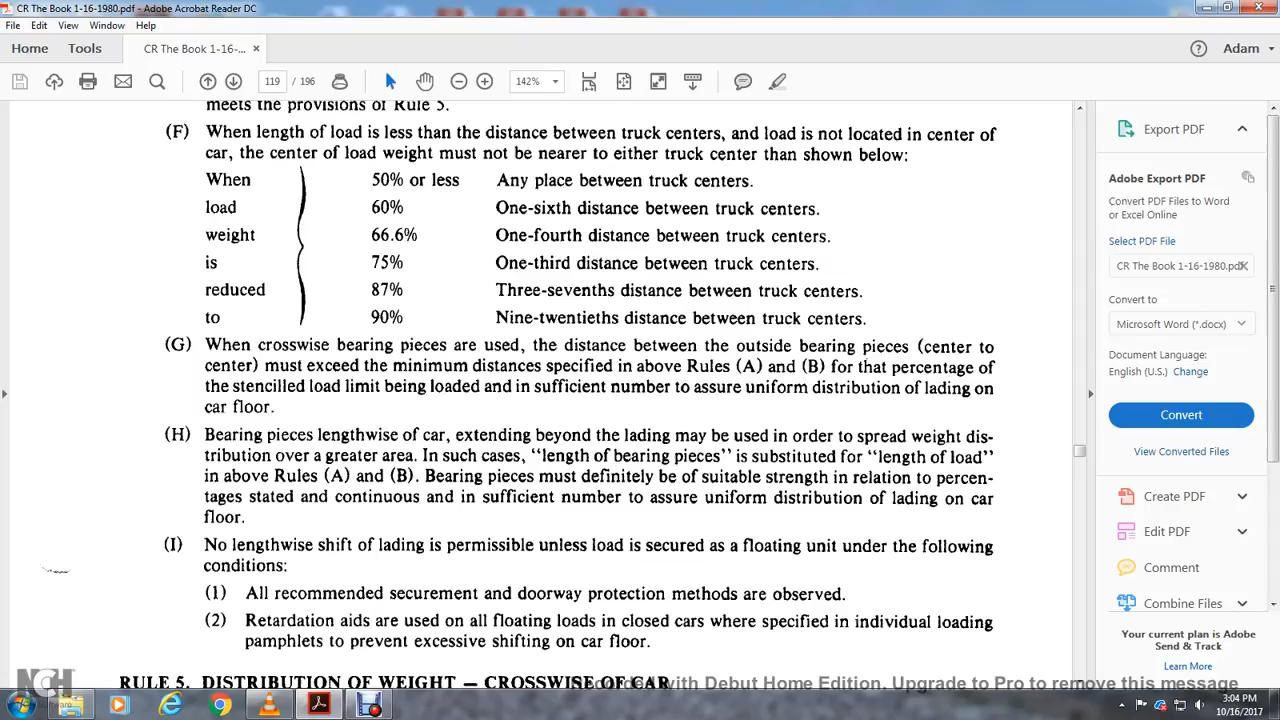 CR The Book 1-16-1980.pdf - Adobe Acrobat Reader DC
File Edit View Window Help
Home Tools CR The Book 1-16-... × ? Adam
119 / 196 142%
meets the provisions of Rule 5.
(F) When length of load is less than the distance between truck centers, and load is not located in center of
car, the center of load weight must not be nearer to either truck center than shown below:
When 50% or less Any place between truck centers.
load 60% One-sixth distance between truck centers.
weight 66.6% One-fourth distance between truck centers.
is 75% One-third distance between truck centers.
reduced 87% Three-sevenths distance between truck centers.
to 90% Nine-twentieths distance between truck centers.
(G) When crosswise bearing pieces are used, the distance between the outside bearing pieces (center to
center) must exceed the minimum distances specified in above Rules (A) and (B) for that percentage of
the stencilled load limit being loaded and in sufficient number to assure uniform distribution of lading on
car floor.
(H) Bearing pieces lengthwise of car, extending beyond the lading may be used in order to spread weight dis-
tribution over a greater area. In such cases, "length of bearing pieces" is substituted for "length of load"
in above Rules (A) and (B). Bearing pieces must definitely be of suitable strength in relation to percen-
tages stated and continuous and in sufficient number to assure uniform distribution of lading on car
floor.
(I) No lengthwise shift of lading is permissible unless load is secured as a floating unit under the following
conditions:
(1) All recommended securement and doorway protection methods are observed.
(2) Retardation aids are used on all floating loads in closed cars where specified in individual loading
pamphlets to prevent excessive shifting on car floor.
RULE 5. DISTRIBUTION OF WEIGHT — CROSSWISE OF CAR
Export PDF
Adobe Export PDF
Convert PDF Files to Word
or Excel Online
Select PDF File
CR The Book 1-16-1980.pdf
Convert to
Microsoft Word (*.docx)
Document Language:
English (U.S.) Change
Convert
View Converted Files
Create PDF
Edit PDF
Comment
Combine Files
Your current plan is Adobe
Send & Track
Learn More
NCH
with Debut Home Edition. Upgrade to Pro to remove this message
3:04 PM
10/16/2017